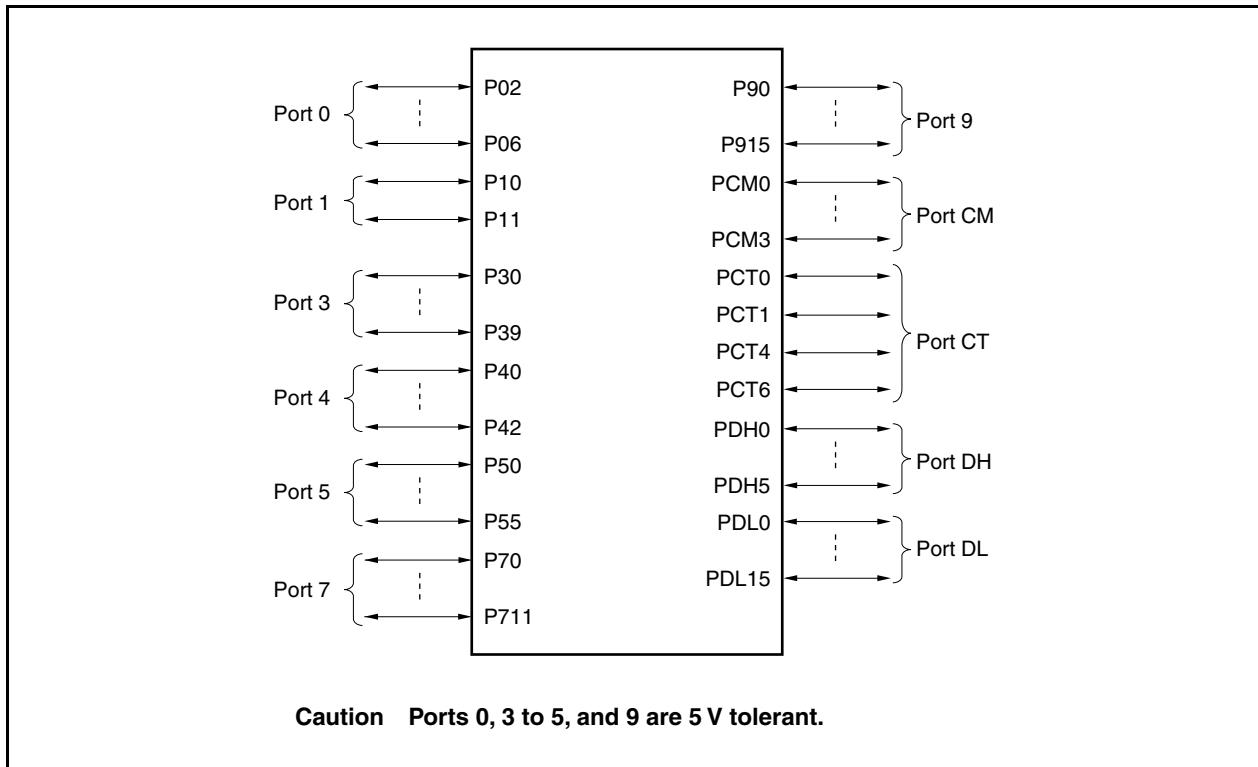 Port 0
P02
P06
Port 1
P10
P11
Port 3
P30
P39
Port 4
P40
P42
Port 5
P50
P55
Port 7
P70
P711
P90
P915
Port 9
PCM0
PCM3
Port CM
PCT0
PCT1
PCT4
PCT6
Port CT
PDH0
PDH5
Port DH
PDL0
PDL15
Port DL
Caution Ports 0, 3 to 5, and 9 are 5 V tolerant.